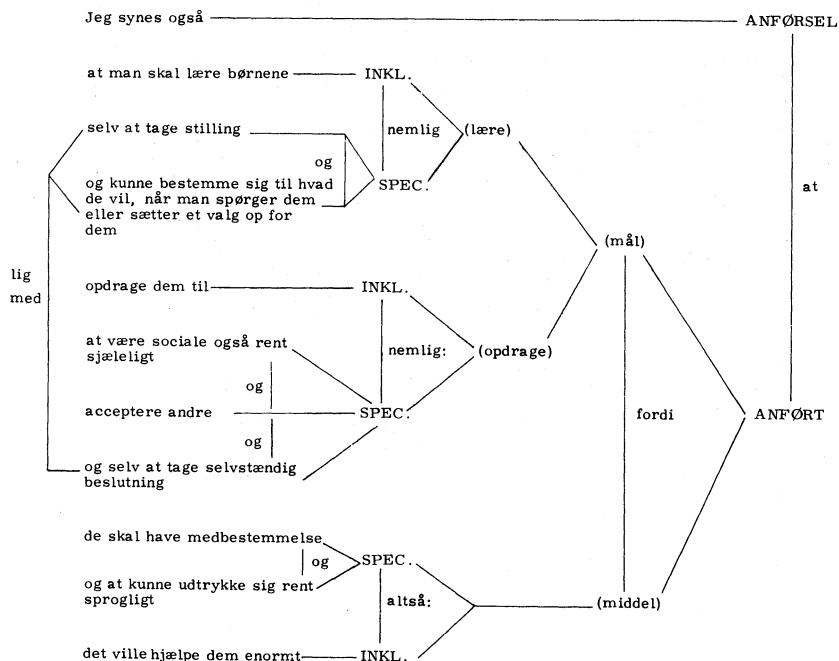 Jeg synes også ANFØRSEL
at man skal lære børnene INKL.
selv at tage stilling nemlig (lære)
og
og kunne bestemme sig til hvad SPEC. at
de vil, når man spørger dem
eller sætter et valg op for
dem
(mål)
lig
med
opdrage dem til INKL.
at være sociale også rent
sjæleligt nemlig: (opdrage)
og
acceptere andre SPEC. fordi ANFØRT
og
og selv at tage selvstændig
beslutning
de skal have medbestemmelse
og SPEC.
og at kunne udtrykke sig rent
sprogligt altså: (middel)
det ville hjælpe dem enormt INKL.